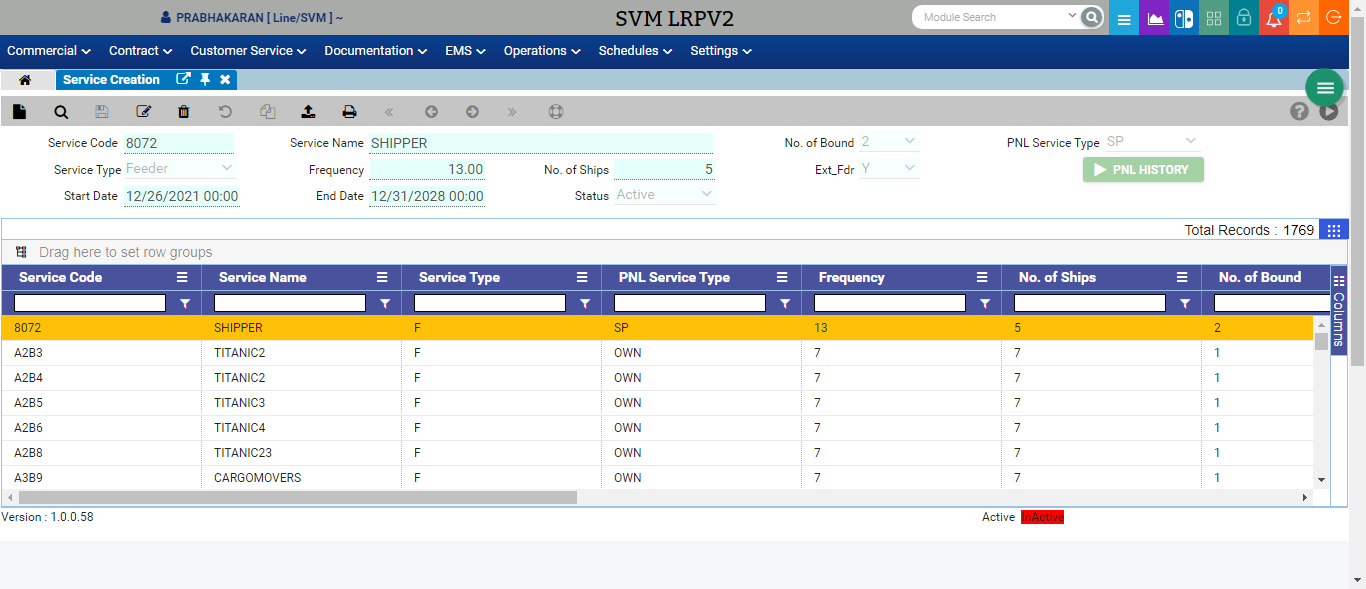 PRABHAKARAN [ Line/SVM ] ~ SVM LRPV2 Module Search 0
Commercial Contract Customer Service Documentation EMS Operations Schedules Settings
Service Creation
Service Code 8072 Service Name SHIPPER No. of Bound 2 PNL Service Type SP
Service Type Feeder Frequency 13.00 No. of Ships 5 Ext_Fdr Y PNL HISTORY
Start Date 12/26/2021 00:00 End Date 12/31/2028 00:00 Status Active
Total Records : 1769
Drag here to set row groups
Service Code Service Name Service Type PNL Service Type Frequency No. of Ships No. of Bound
Columns
8072 SHIPPER F SP 13 5 2
A2B3 TITANIC2 F OWN 7 7 1
A2B4 TITANIC2 F OWN 7 7 1
A2B5 TITANIC3 F OWN 7 7 1
A2B6 TITANIC4 F OWN 7 7 1
A2B8 TITANIC23 F OWN 7 7 1
A3B9 CARGOMOVERS F OWN 7 7 1
Version : 1.0.0.58 Active InActive